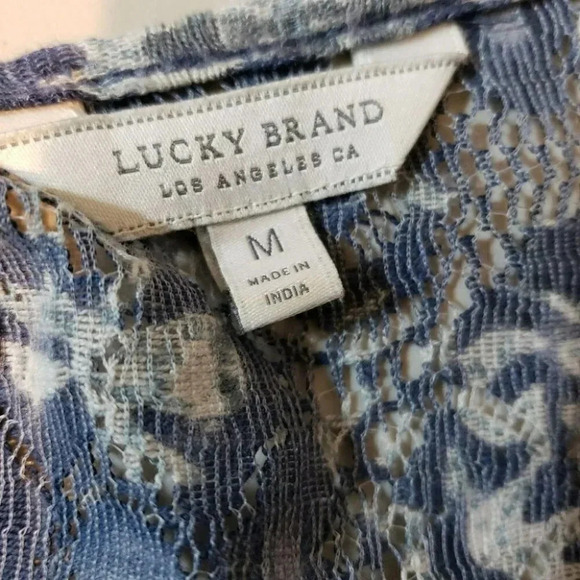 LUCKY BRAND
LOS ANGELES CA
M
MADE IN
INDIA